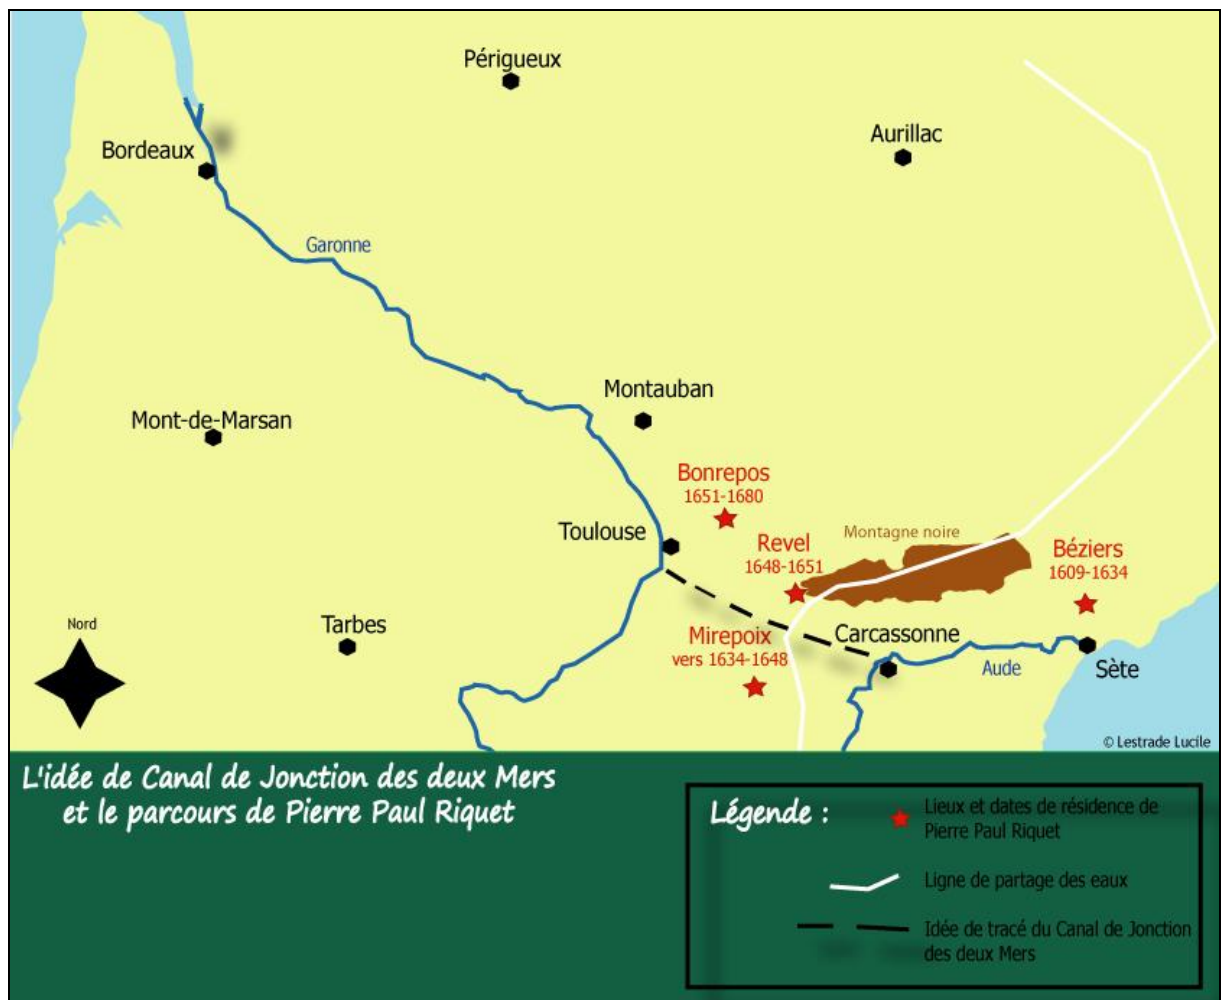 Périgueux
Aurillac
Bordeaux
Garonne
Montauban
Mont-de-Marsan
Bonrepos
1651-1680
Toulouse
Revel
1648-1651
Montagne noire
Béziers
1609-1634
Nord
Tarbes
Mirepoix
vers 1634-1648
Carcassonne
Aude
Sète
© Lestrade Lucile
L'idée de Canal de Jonction des deux Mers
et le parcours de Pierre Paul Riquet
Légende :
Lieux et dates de résidence de
Pierre Paul Riquet
Ligne de partage des eaux
Idée de tracé du Canal de Jonction
des deux Mers